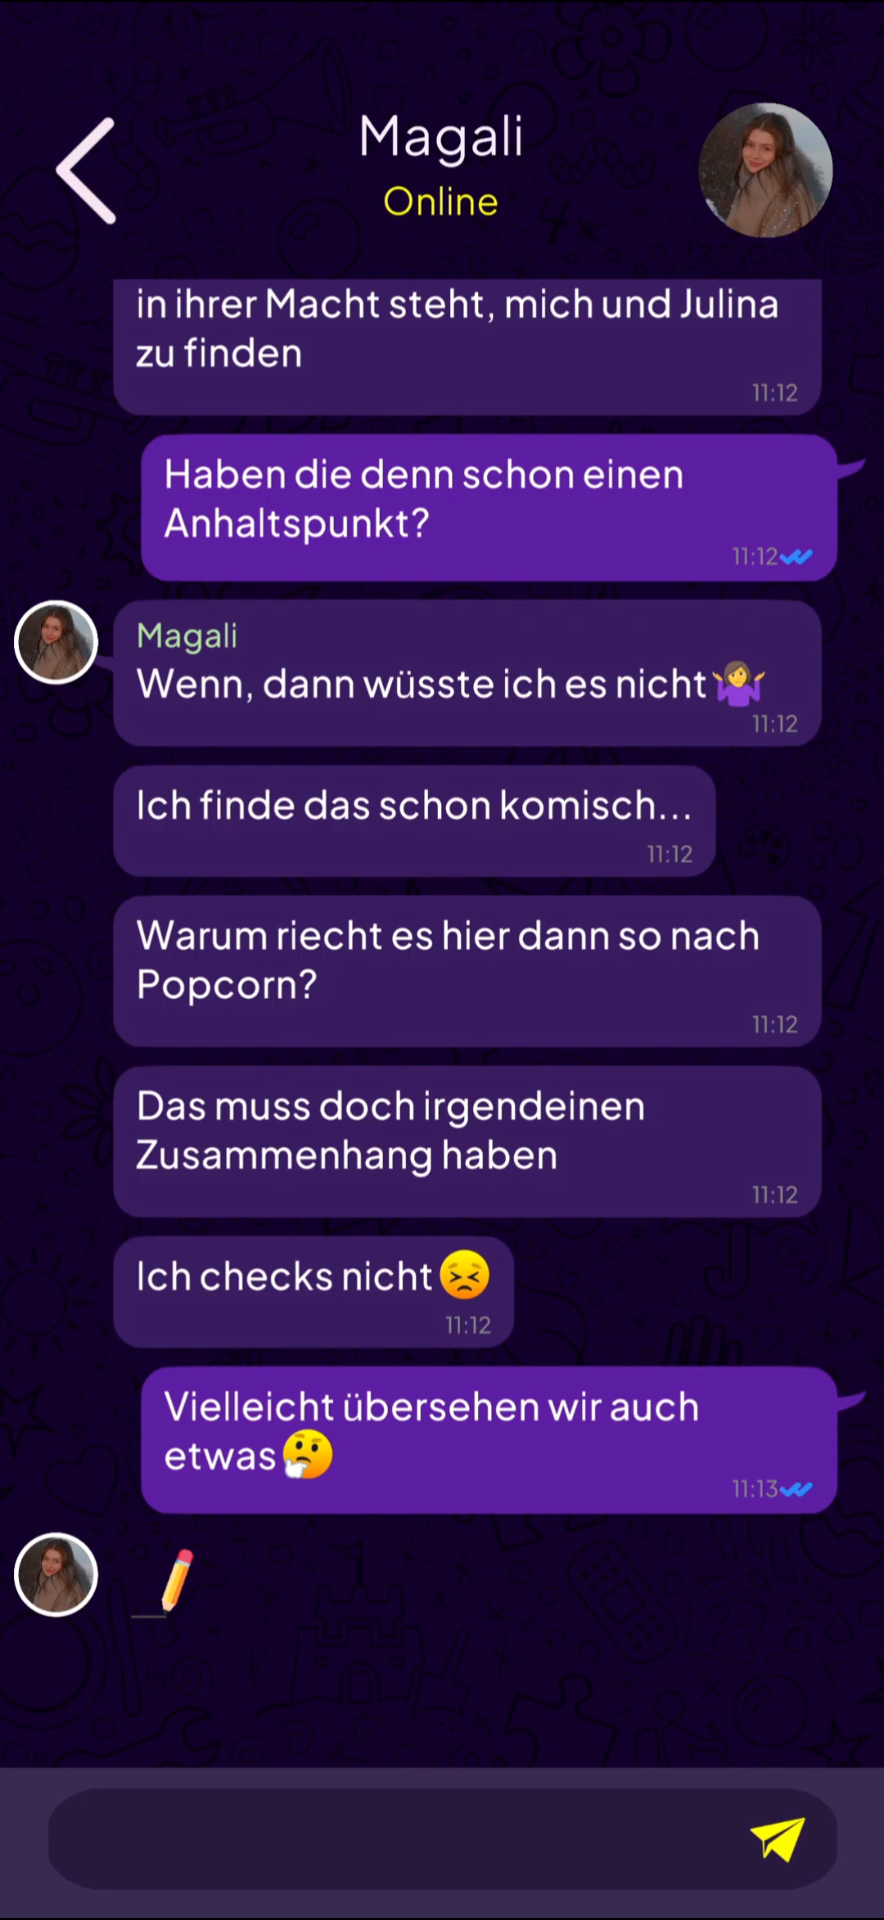 Magali
Online
in ihrer Macht steht, mich und Julina
zu finden
11:12
Haben die denn schon einen
Anhaltspunkt?
11:12
Magali
Wenn, dann wüsste ich es nicht🤷‍♀️
11:12
Ich finde das schon komisch...
11:12
Warum riecht es hier dann so nach
Popcorn?
11:12
Das muss doch irgendeinen
Zusammenhang haben
11:12
Ich checks nicht😣
11:12
Vielleicht übersehen wir auch
etwas🤔
11:13